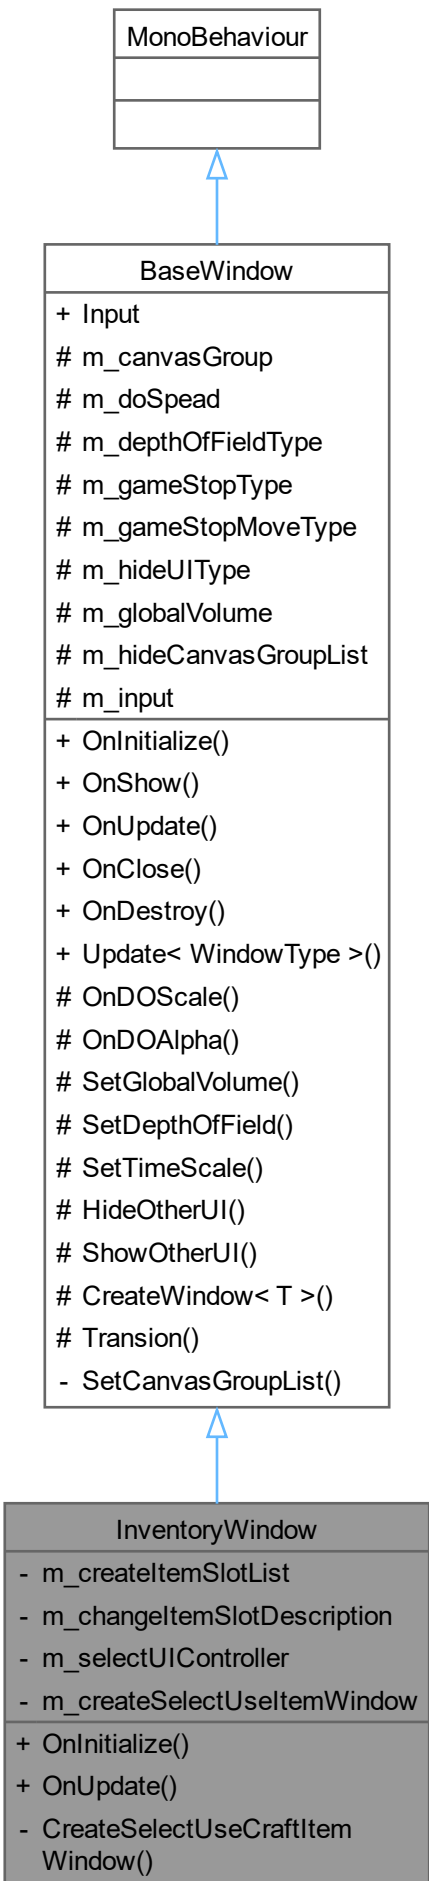 MonoBehaviour
BaseWindow
+ Input
# m_canvasGroup
# m_doSpead
# m_depthOfFieldType
# m_gameStopType
# m_gameStopMoveType
# m_hideUIType
# m_globalVolume
# m_hideCanvasGroupList
# m_input
+ OnInitialize()
+ OnShow()
+ OnUpdate()
+ OnClose()
+ OnDestroy()
+ Update< WindowType >()
# OnDOScale()
# OnDOAlpha()
# SetGlobalVolume()
# SetDepthOfField()
# SetTimeScale()
# HideOtherUI()
# ShowOtherUI()
# CreateWindow< T >()
# Transion()
- SetCanvasGroupList()
InventoryWindow
- m_createItemSlotList
- m_changeItemSlotDescription
- m_selectUIController
- m_createSelectUseItemWindow
+ OnInitialize()
+ OnUpdate()
- CreateSelectUseCraftItem
Window()